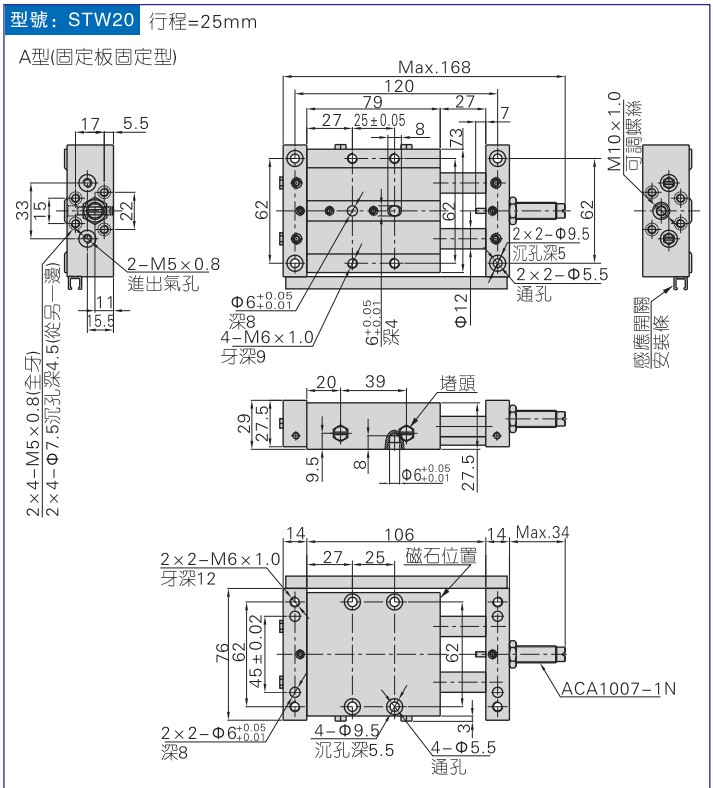 型號: STW20 行程=25mm
A型(固定板固定型)
Max.168
120
79
27
27
25±0.05
7
8
73
62
62
62
17
5.5
33
15
22
11
15.5
2-M5×0.8
進出氣孔
2×4-M5×0.8(全牙)
2×4-Φ7.5沉孔深4.5(從另一邊)
Φ6+0.05+0.01
深8
4-M6×1.0
牙深9
6+0.05+0.01
深4
Φ12
2×2-Φ9.5
沉孔深5
2×2-Φ5.5
通孔
M10×1.0
可調螺絲
感應開關
安裝條
20
39
堵頭
29
27.5
9.5
8
Φ6+0.05+0.01
27.5
14
106
14
Max.34
27
25
磁石位置
2×2-M6×1.0
牙深12
76
62
45±0.02
62
3
ACA1007-1N
2×2-Φ6+0.05+0.01
深8
4-Φ9.5
沉孔深5.5
4-Φ5.5
通孔